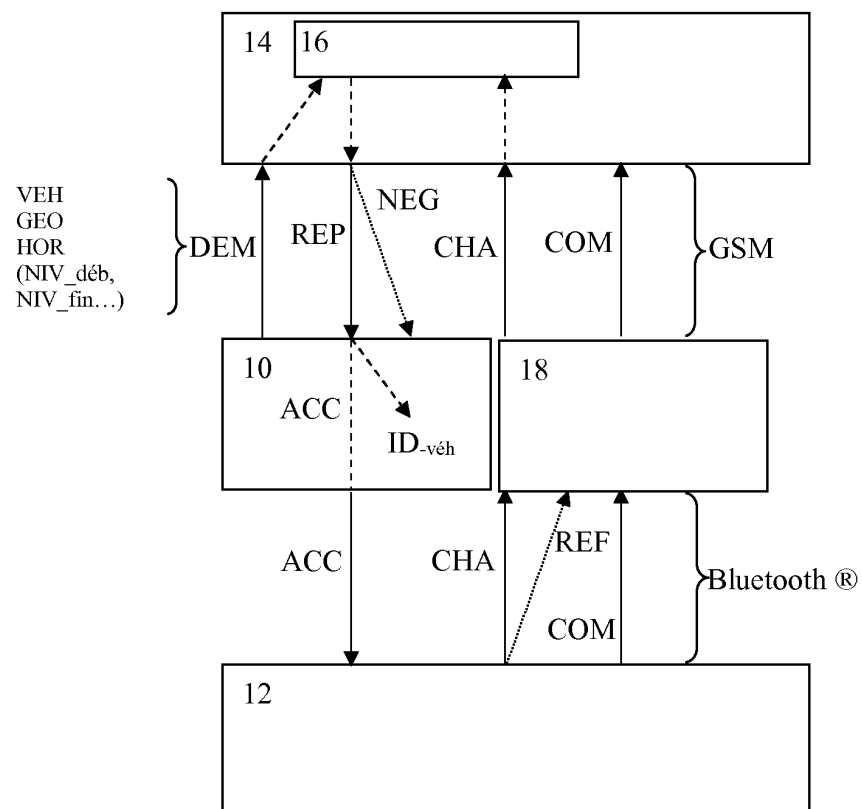 14
16
VEH
GEO
HOR
(NIV_déb,
NIV_fin…)
DEM
REP
NEG
CHA
COM
GSM
10
18
ACC
ID-véh
ACC
CHA
REF
COM
Bluetooth ®
12